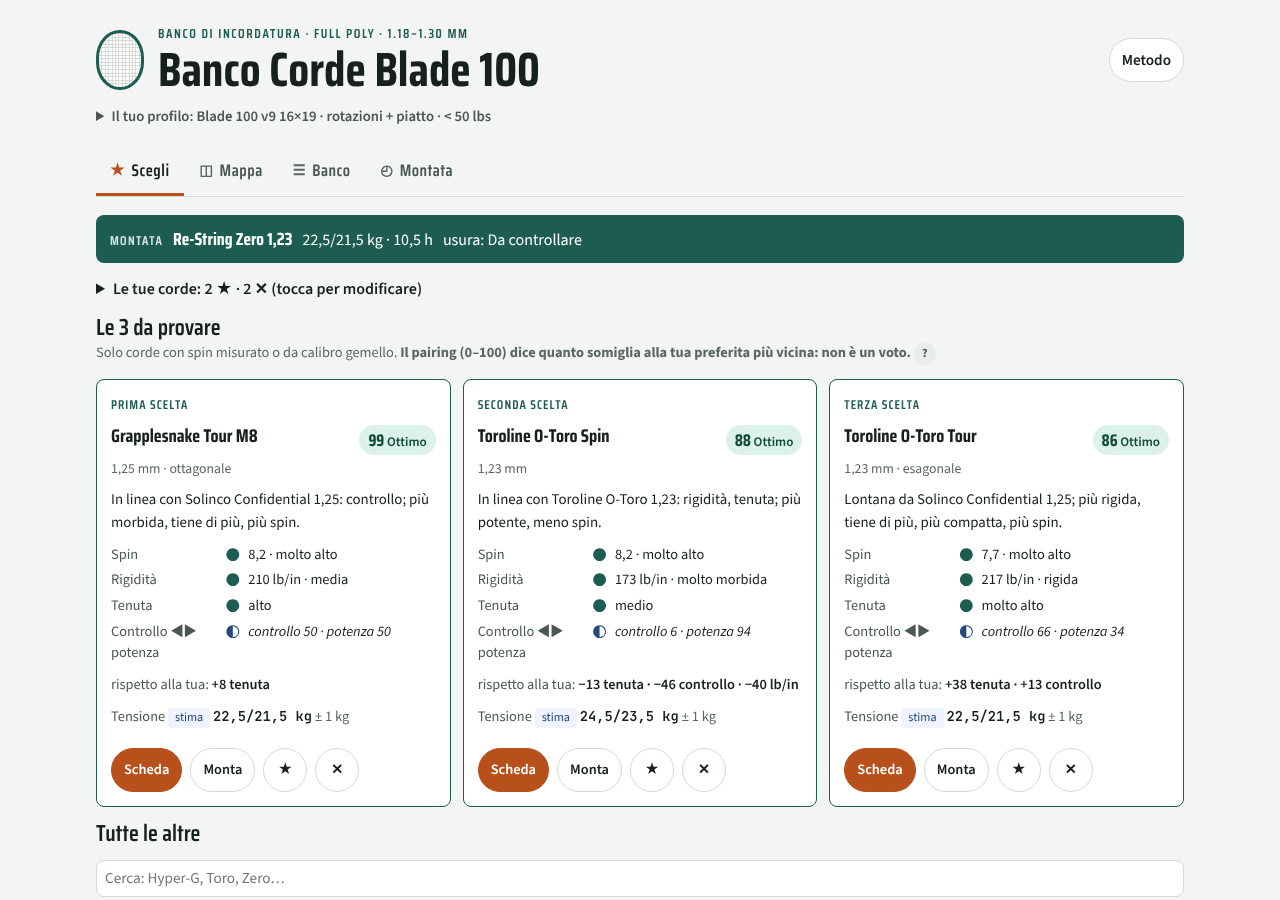 BANCO DI INCORDATURA · FULL POLY · 1.18–1.30 MM
Banco Corde Blade 100
Metodo
▶ Il tuo profilo: Blade 100 v9 16×19 · rotazioni + piatto · < 50 lbs
★ Scegli
◫ Mappa
☰ Banco
◴ Montata
MONTATA Re-String Zero 1,23 22,5/21,5 kg · 10,5 h usura: Da controllare
▶ Le tue corde: 2 ★ · 2 ✕ (tocca per modificare)
Le 3 da provare
Solo corde con spin misurato o da calibro gemello. Il pairing (0–100) dice quanto somiglia alla tua preferita più vicina: non è un voto. ?
PRIMA SCELTA
Grapplesnake Tour M8
99 Ottimo
1,25 mm · ottagonale
In linea con Solinco Confidential 1,25: controllo; più
morbida, tiene di più, più spin.
Spin 8,2 · molto alto
Rigidità 210 lb/in · media
Tenuta alto
Controllo ◀▶ controllo 50 · potenza 50
potenza
rispetto alla tua: +8 tenuta
Tensione stima 22,5/21,5 kg ± 1 kg
Scheda Monta ★ ✕
SECONDA SCELTA
Toroline O-Toro Spin
88 Ottimo
1,23 mm
In linea con Toroline O-Toro 1,23: rigidità, tenuta; più
potente, meno spin.
Spin 8,2 · molto alto
Rigidità 173 lb/in · molto morbida
Tenuta medio
Controllo ◀▶ controllo 6 · potenza 94
potenza
rispetto alla tua: −13 tenuta · −46 controllo · −40 lb/in
Tensione stima 24,5/23,5 kg ± 1 kg
Scheda Monta ★ ✕
TERZA SCELTA
Toroline O-Toro Tour
86 Ottimo
1,23 mm · esagonale
Lontana da Solinco Confidential 1,25; più rigida,
tiene di più, più compatta, più spin.
Spin 7,7 · molto alto
Rigidità 217 lb/in · rigida
Tenuta molto alto
Controllo ◀▶ controllo 66 · potenza 34
potenza
rispetto alla tua: +38 tenuta · +13 controllo
Tensione stima 22,5/21,5 kg ± 1 kg
Scheda Monta ★ ✕
Tutte le altre
Cerca: Hyper-G, Toro, Zero…